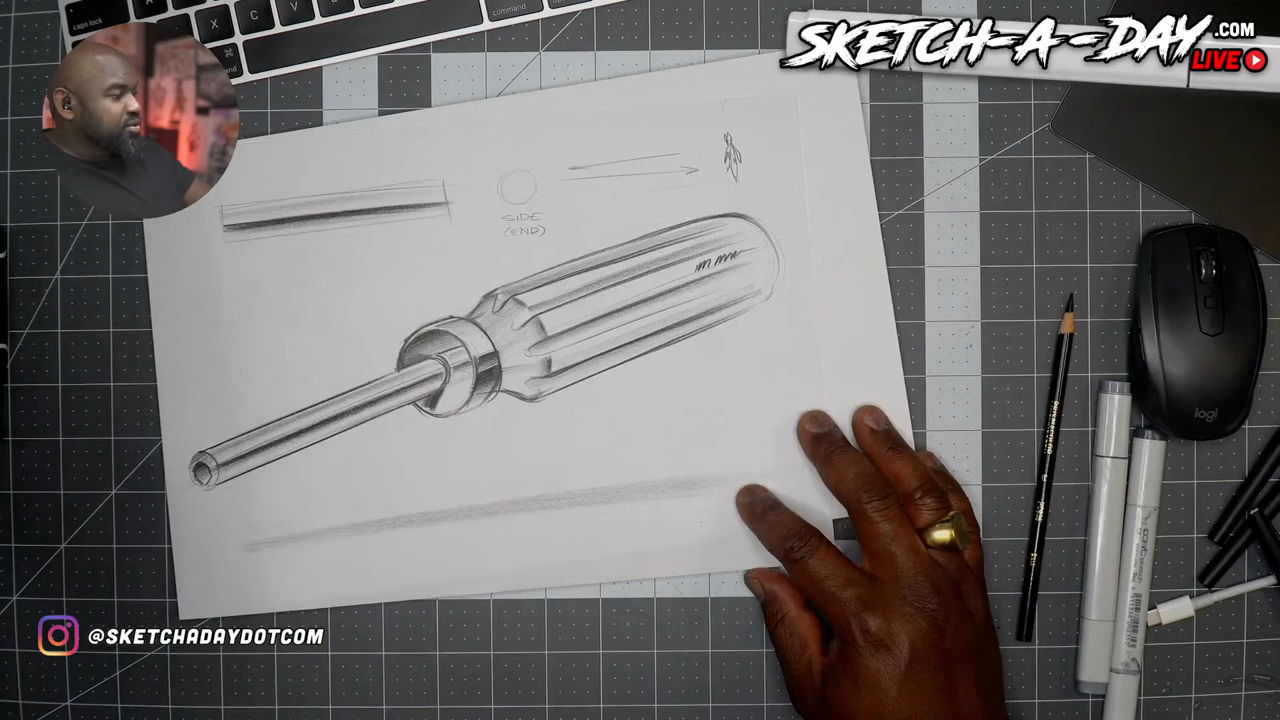 caps lock
X
C
V
command
⌘
SKETCH-A-DAY.COM
LIVE
SIDE
(END)
logi
@SKETCHADAYDOTCOM